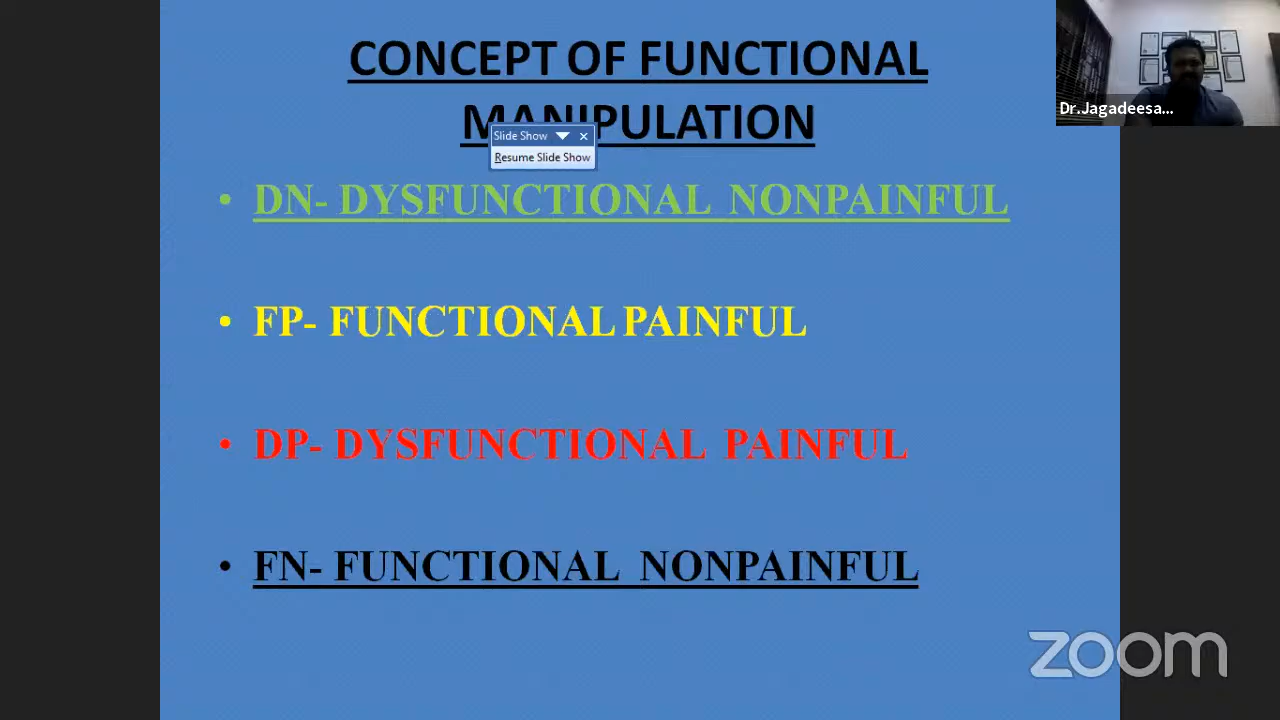 CONCEPT OF FUNCTIONAL
MANIPULATION
Slide Show
Resume Slide Show
Dr.Jagadeesa...
• DN- DYSFUNCTIONAL NONPAINFUL
• FP- FUNCTIONAL PAINFUL
• DP- DYSFUNCTIONAL PAINFUL
• FN- FUNCTIONAL NONPAINFUL
zoom